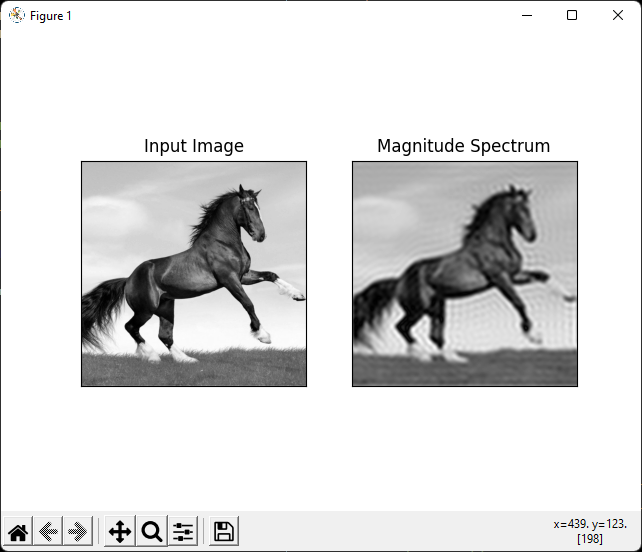 Figure 1
Input Image
Magnitude Spectrum
x=439. y=123.
[198]